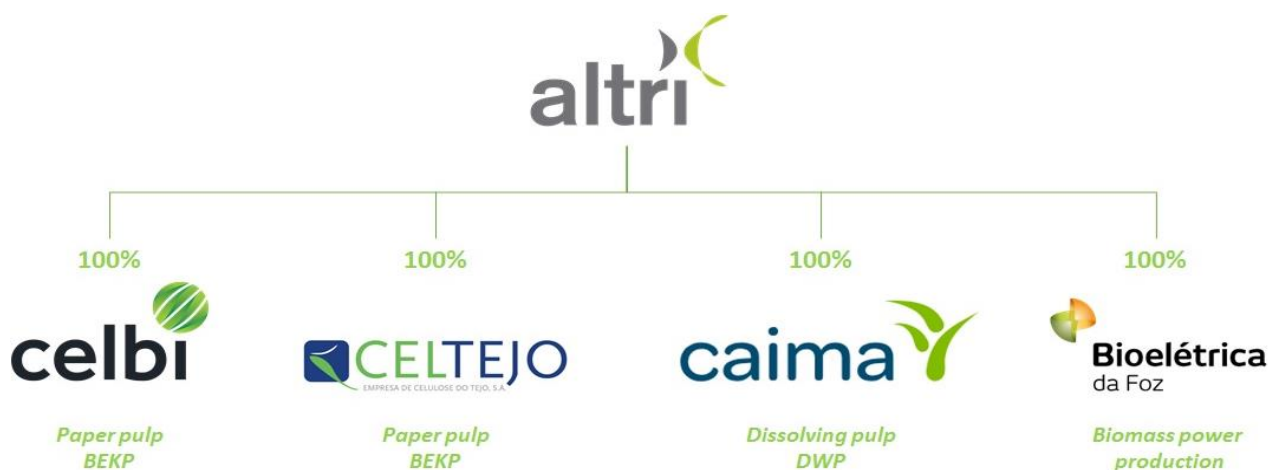 altri
100%
100%
100%
100%
celbi
CELTEJO
EMPRESA DE CELULOSE DO TEJO, S.A.
caima
Bioelétrica
da Foz
Paper pulp
BEKP
Paper pulp
BEKP
Dissolving pulp
DWP
Biomass power
production